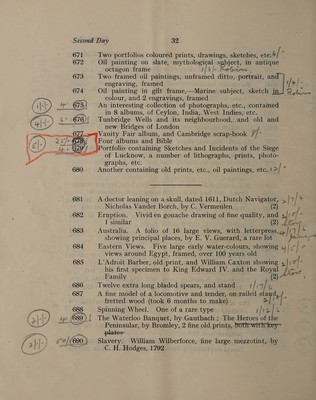 Second Day 32
671 Two portfolios coloured prints, drawings, sketches, etc.
672 Oil painting on slate, mythological subject, in antique
octagon frame
673 Two framed oil paintings, unframed ditto, portrait, and
engraving, framed
674 Oil painting in gilt frame,—Marine subject, sketch in
colour, and 2 engravings, framed
675 An interesting collection of photographs, etc., contained
in 8 albums, of Ceylon, India, West Indies, etc.
676 Tunbridge Wells and its neighbourhood, and old and
new Bridges of London
677 Vanity Fair album, and Cambridge scrap-book
678 Four albums and Bible
679 Portfolio containing Sketches and Incidents of the Siege
of Lucknow, a number of lithographs, prints, photo-
graphs, etc.
680 Another containing old prints, etc., oil paintings, etc.
681 A doctor leaning on a skull, dated 1611, Dutch Navigator,
Nicholas Vander Borch, by C. Vermeulen (2)
682 Eruption. Vivid en gouache drawing of fine quality, and
1 similar (2)
683 Australia. A folio of 16 large views, with letterpress,
showing principal places, by E. V. Guerard, a rare lot
684 Eastern Views. Five large early water-colours, showing
views around Egypt, framed, over 100 years old
685 L'Adroit Barber, old print, and William Caxton showing
his first specimen to King Edward IV. and the Royal
Family (2)
686 Twelve extra long bladed spears, and stand
687 A fine model of a locomotive and tender, on railed stand,
fretted wood (took 6 months to make)
688 Spinning Wheel. One of a rare type
689 The Waterloo Banquet, by Gautbach; The Heroes of the
Peninsular, by Bromley, 2 fine old prints, both with key
plates
690 Slavery. William Wilberforce, fine large mezzotint, by
C. H. Hodges, 1792